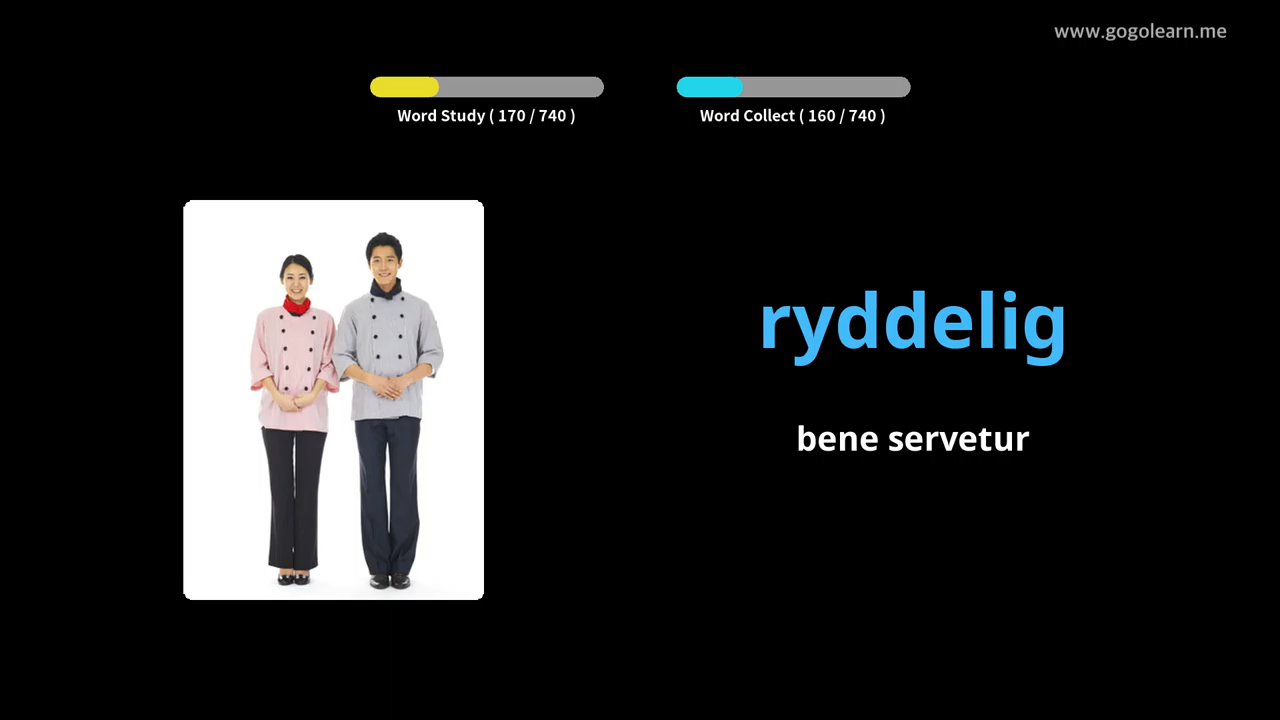 www.gogolearn.me
Word Study ( 170 / 740 )
Word Collect ( 160 / 740 )
ryddelig
bene servetur